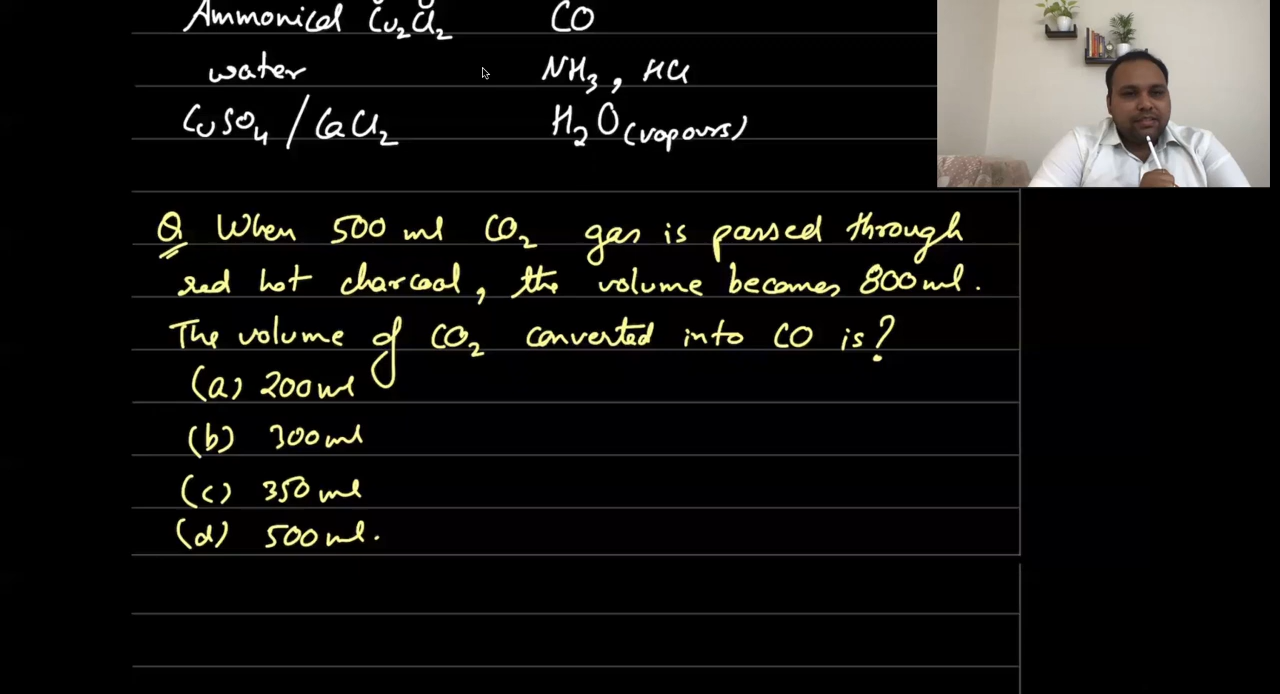 Ammonical Cu₂Cl₂ CO
water NH₃, HCl
CuSO₄ / CaCl₂ H₂O (vapours)
Q When 500 ml CO₂ gas is passed through
red hot charcoal, the volume becomes 800 ml.
The volume of CO₂ converted into CO is?
(a) 200 ml
(b) 300 ml
(c) 350 ml
(d) 500 ml.